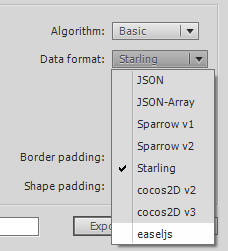 Algorithm: Basic
Data format: Starling
JSON
JSON-Array
Sparrow v1
Sparrow v2
Border padding:
Starling
Shape padding:
cocos2D v2
cocos2D v3
easeljs